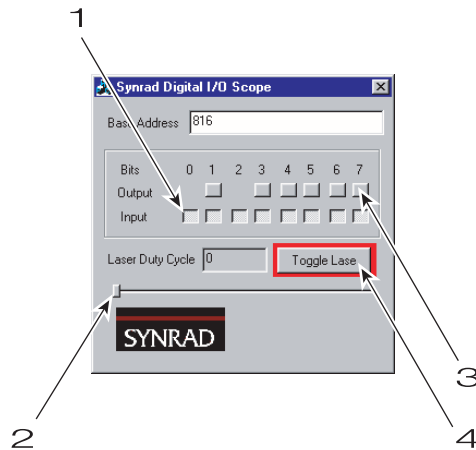 1
Synrad Digital I/O Scope
Base Address 816
Bits 0 1 2 3 4 5 6 7
Output
Input
Laser Duty Cycle 0 Toggle Lase
SYNRAD
3
2 4